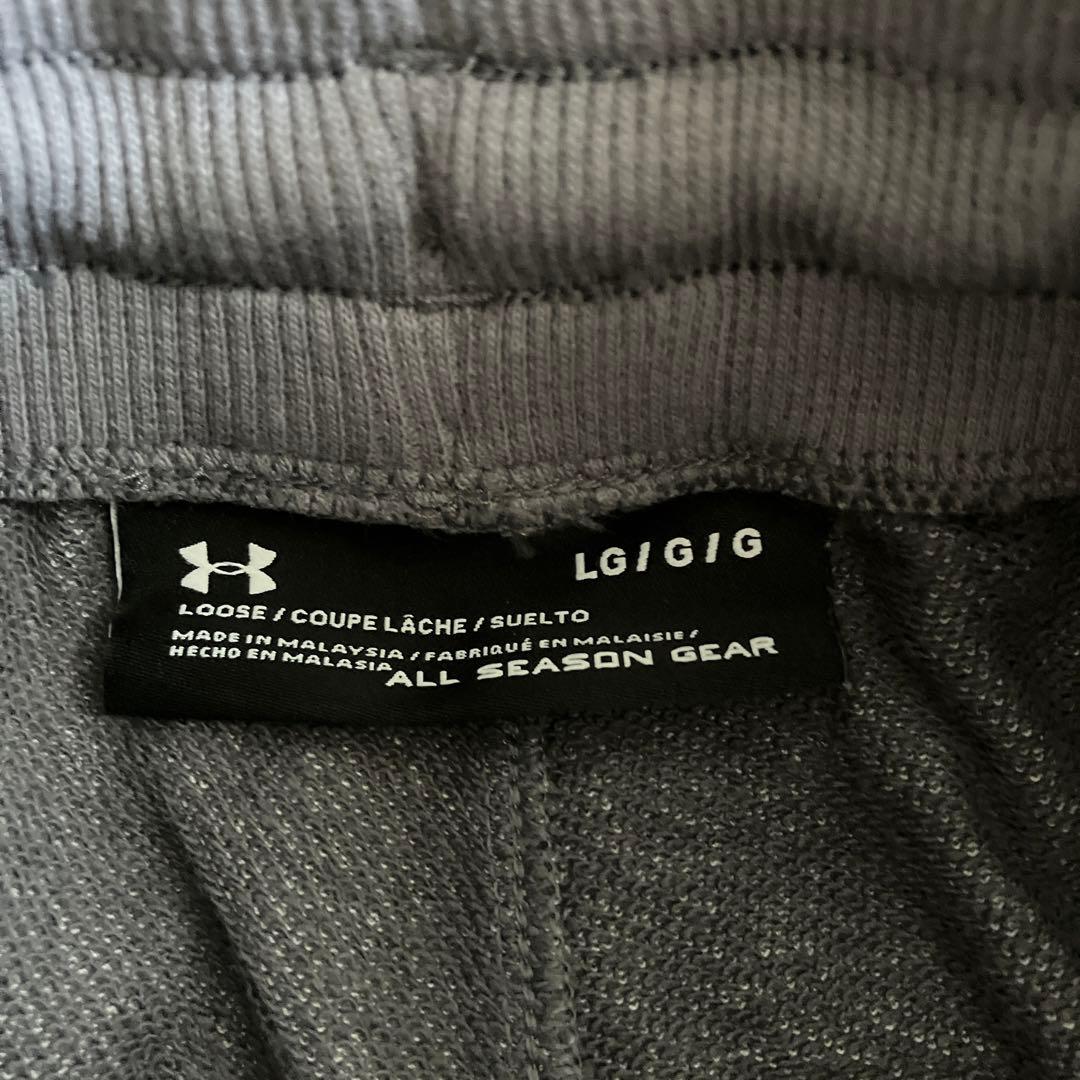 LG/G/G
LOOSE / COUPE LÂCHE / SUELTO
MADE IN MALAYSIA / FABRIQUÉ EN MALAISIE /
HECHO EN MALASIA
ALL SEASON GEAR